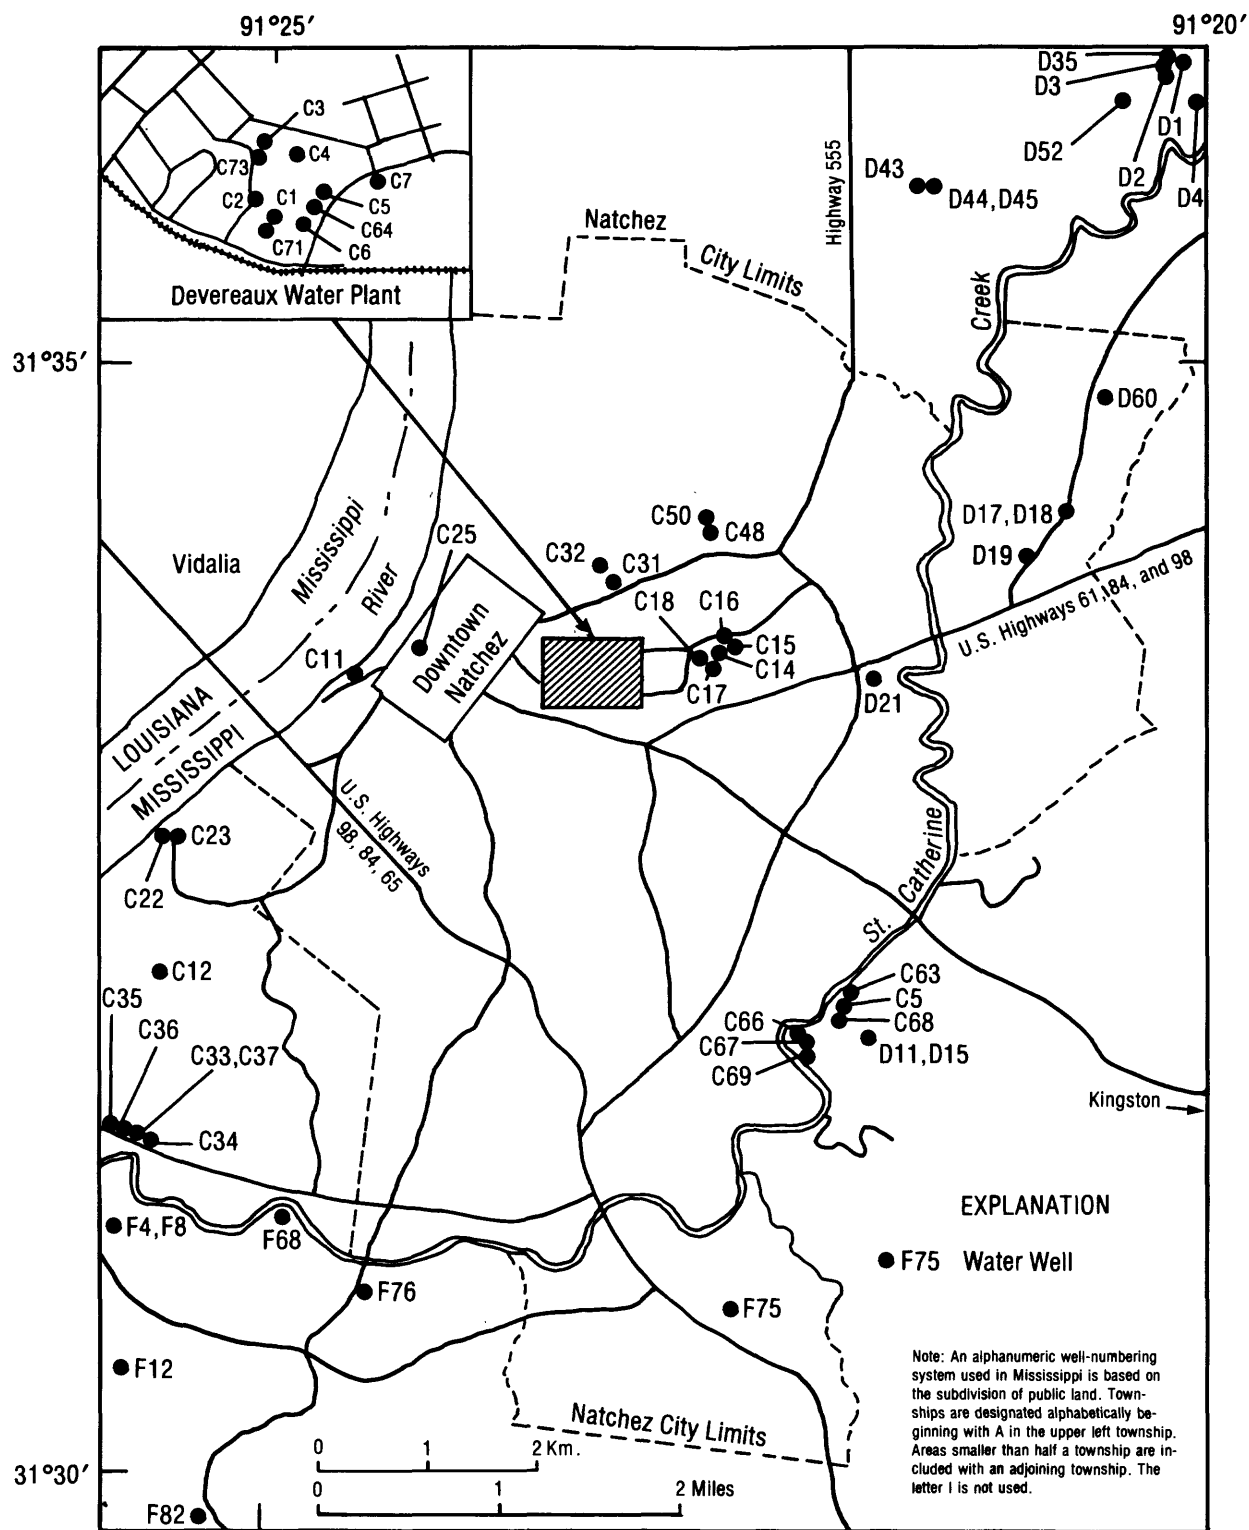 91°25′
91°20′
D35
D3
D52
D1
D2
D4
D43
D44, D45
C3
C4
C73
C7
C2
C1
C5
C64
C71
C6
Devereaux Water Plant
Highway 555
Natchez
City Limits
Creek
31°35′
D60
C50
C48
D17, D18
D19
C25
C32
C31
Vidalia
Mississippi
River
C18
C16
C15
C14
C17
U.S. Highways 61, 84, and 98
Downtown
Natchez
C11
D21
LOUISIANA
MISSISSIPPI
U.S. Highways
98, 84, 65
C23
C22
St. Catherine
C12
C35
C36
C33, C37
C34
C63
C5
C68
C66
C67
C69
D11, D15
Kingston
EXPLANATION
F75 Water Well
F4, F8
F68
F76
F75
F12
Note: An alphanumeric well-numbering
system used in Mississippi is based on
the subdivision of public land. Town-
ships are designated alphabetically be-
ginning with A in the upper left township.
Areas smaller than half a township are in-
cluded with an adjoining township. The
letter I is not used.
Natchez City Limits
0 1 2 Km.
31°30′
0 1 2 Miles
F82